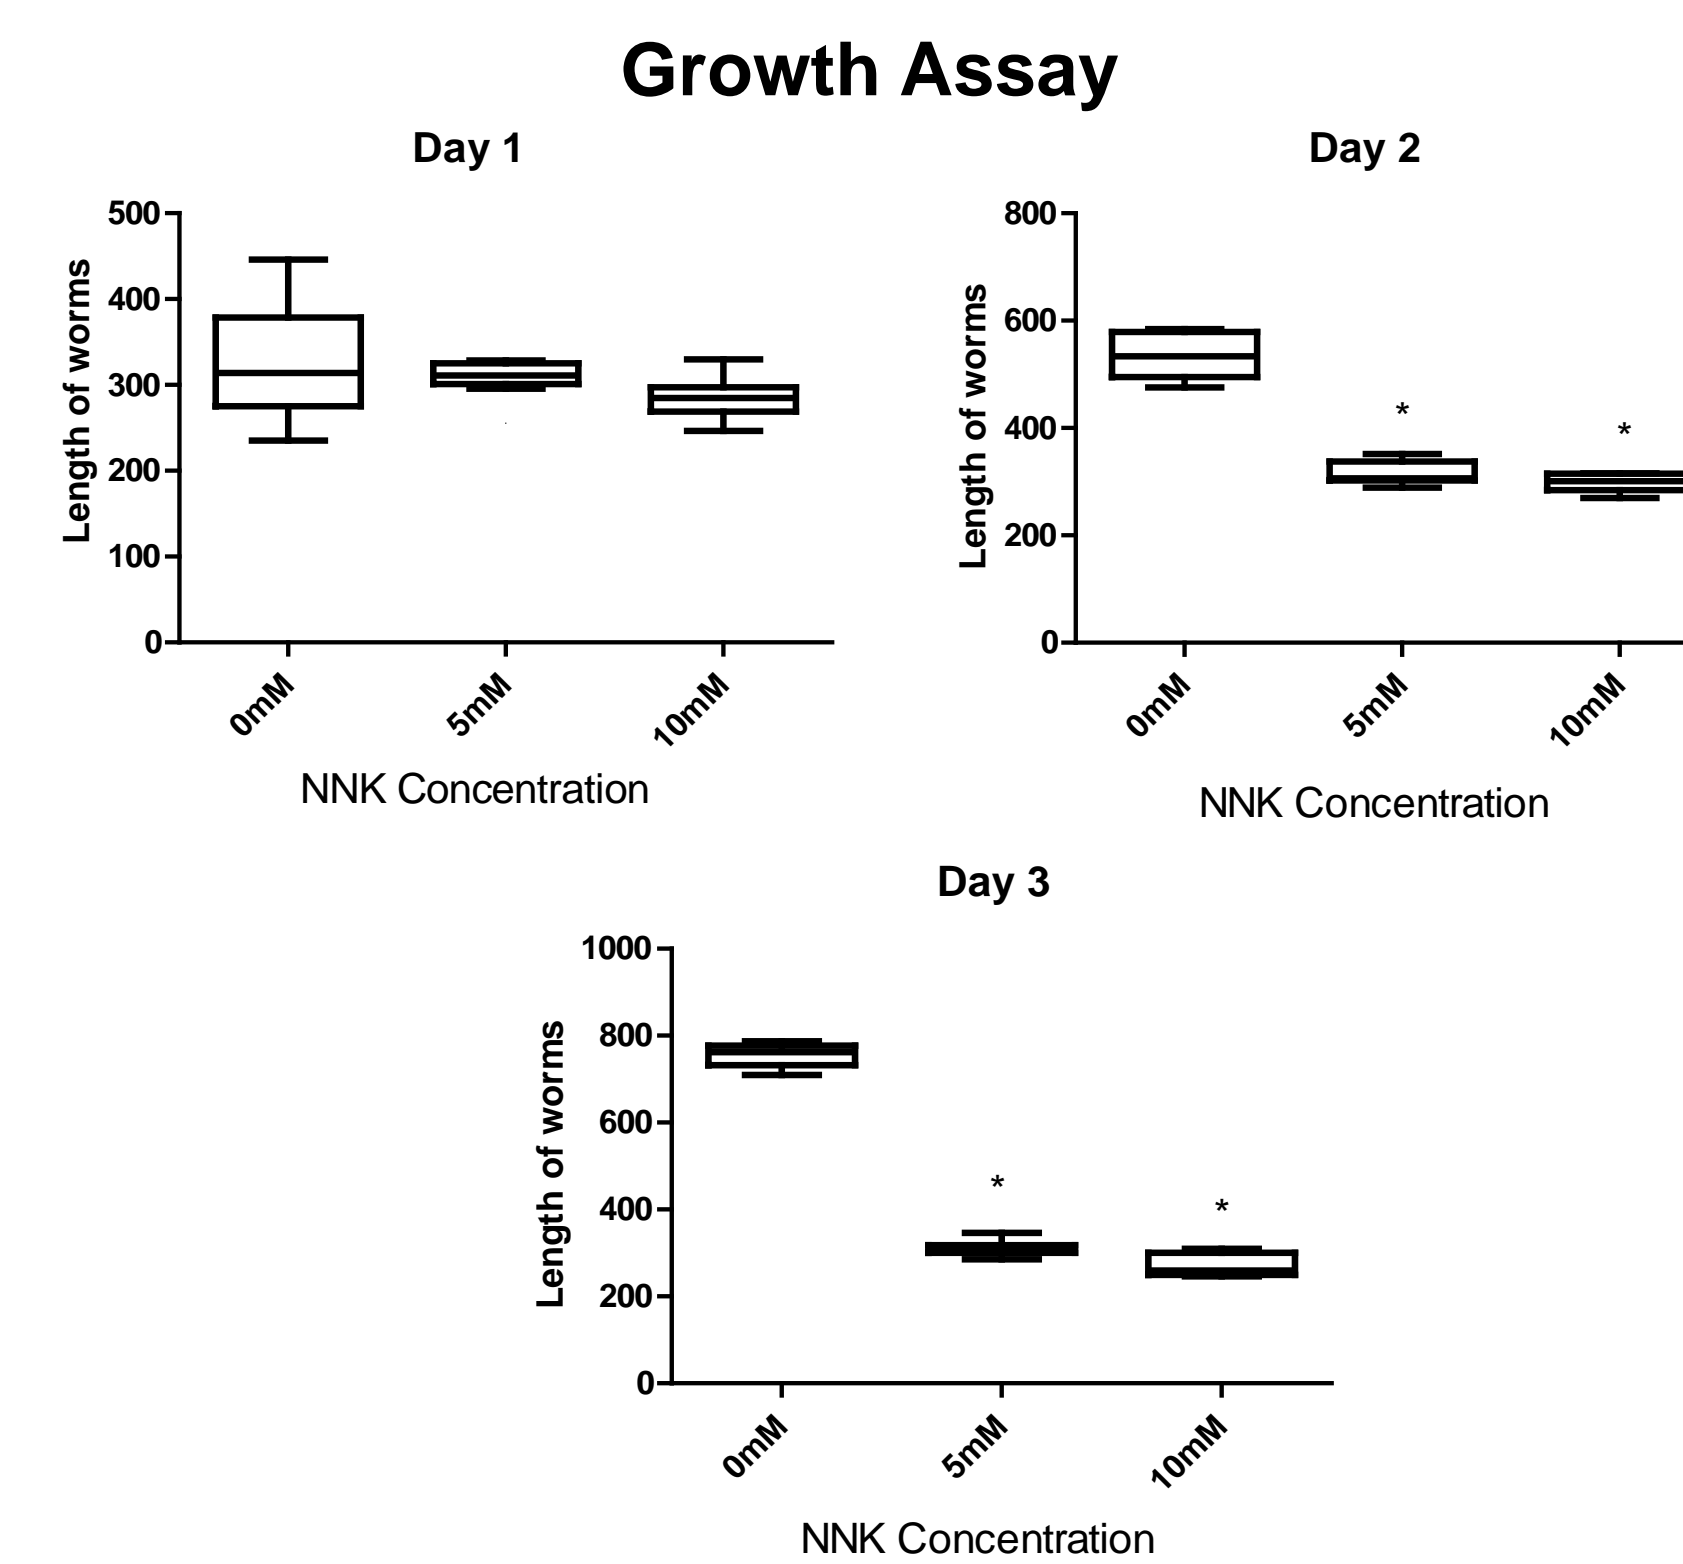 Growth Assay
Day 1
500
400
300
200
100
0
Length of worms
0mM
5mM
10mM
NNK Concentration
Day 2
800
600
400
200
0
Length of worms
*
*
0mM
5mM
10mM
NNK Concentration
Day 3
1000
800
600
400
200
0
Length of worms
*
*
0mM
5mM
10mM
NNK Concentration